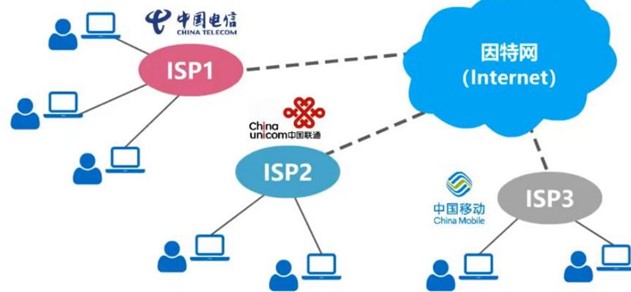 中国电信
CHINA TELECOM
ISP1
因特网
(Internet)
China
unicom中国联通
ISP2
中国移动
China Mobile
ISP3